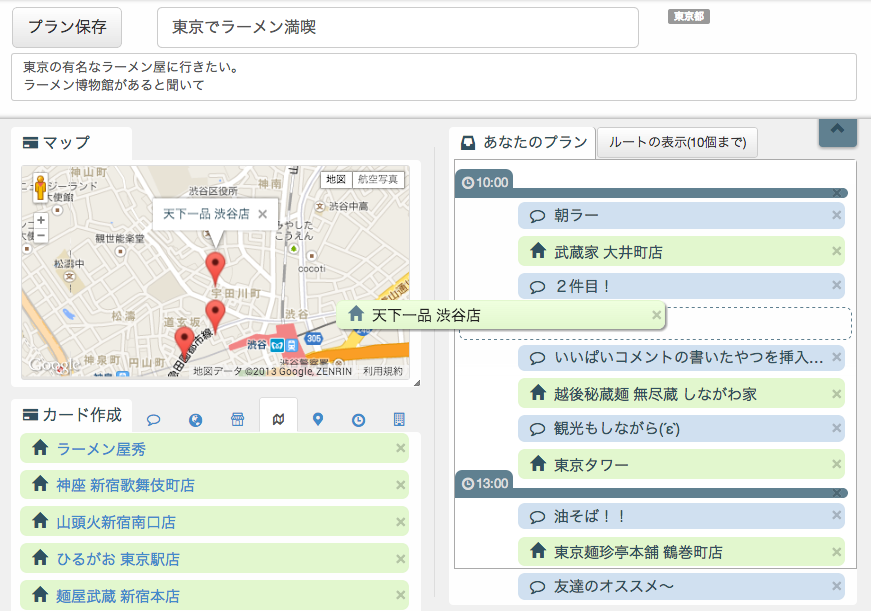 プラン保存
東京でラーメン満喫
東京都
東京の有名なラーメン屋に行きたい。
ラーメン博物館があると聞いて
マップ
神山町
神南
渋谷区役所
地図
航空写真
天下一品 渋谷店
渋谷中高
観世能楽堂
松濤中
cocoti
宇田川町
松濤
道玄坂
渋谷
305
神泉町
円山町
渋谷警察署
Google
地図データ ©2013 Google, ZENRIN
利用規約
カード作成
ラーメン屋秀
神座 新宿歌舞伎町店
山頭火新宿南口店
ひるがお 東京駅店
麺屋武蔵 新宿本店
あなたのプラン
ルートの表示(10個まで)
10:00
朝ラー
武蔵家 大井町店
２件目！
天下一品 渋谷店
いいぱいコメントの書いたやつを挿入...
越後秘蔵麺 無尽蔵 しながわ家
観光もしながら(´ε`)
東京タワー
13:00
油そば！！
東京麺珍亭本舗 鶴巻町店
友達のオススメ〜